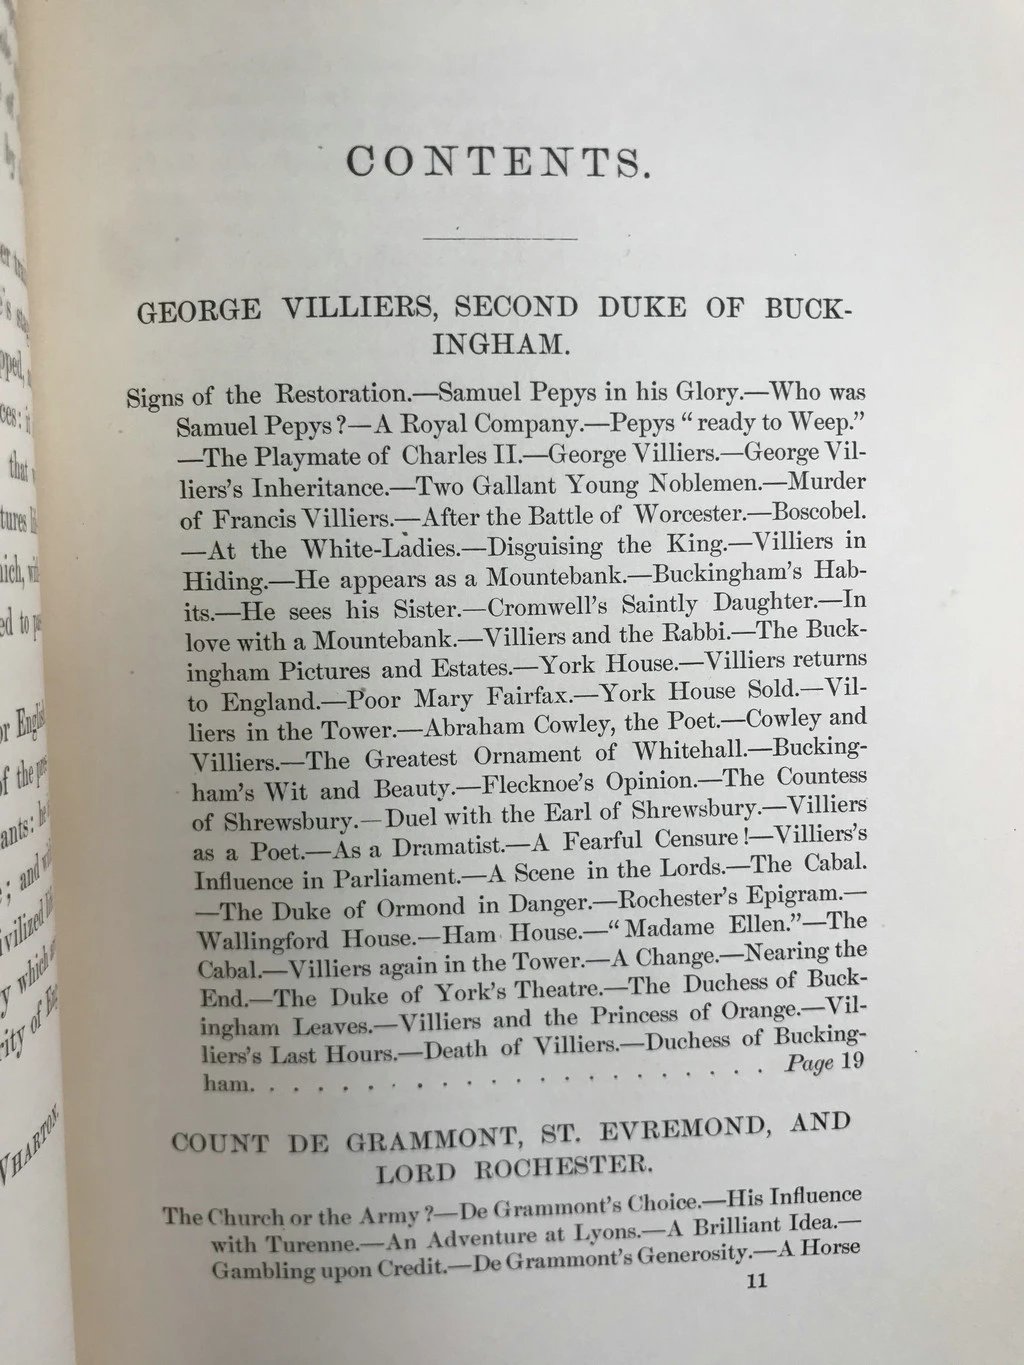 CONTENTS.
GEORGE VILLIERS, SECOND DUKE OF BUCK-
INGHAM.
Signs of the Restoration.—Samuel Pepys in his Glory.—Who was
Samuel Pepys?—A Royal Company.—Pepys “ready to Weep.”
—The Playmate of Charles II.—George Villiers.—George Vil-
liers's Inheritance.—Two Gallant Young Noblemen.—Murder
of Francis Villiers.—After the Battle of Worcester.—Boscobel.
—At the White-Ladies.—Disguising the King.—Villiers in
Hiding.—He appears as a Mountebank.—Buckingham's Hab-
its.—He sees his Sister.—Cromwell's Saintly Daughter.—In
love with a Mountebank.—Villiers and the Rabbi.—The Buck-
ingham Pictures and Estates.—York House.—Villiers returns
to England.—Poor Mary Fairfax.—York House Sold.—Vil-
liers in the Tower.—Abraham Cowley, the Poet.—Cowley and
Villiers.—The Greatest Ornament of Whitehall.—Bucking-
ham's Wit and Beauty.—Flecknoe's Opinion.—The Countess
of Shrewsbury.—Duel with the Earl of Shrewsbury.—Villiers
as a Poet.—As a Dramatist.—A Fearful Censure!—Villiers's
Influence in Parliament.—A Scene in the Lords.—The Cabal.
—The Duke of Ormond in Danger.—Rochester's Epigram.—
Wallingford House.—Ham House.—“Madame Ellen.”—The
Cabal.—Villiers again in the Tower.—A Change.—Nearing the
End.—The Duke of York's Theatre.—The Duchess of Buck-
ingham Leaves.—Villiers and the Princess of Orange.—Vil-
liers's Last Hours.—Death of Villiers.—Duchess of Bucking-
ham. . . . . . . . . . . . . . . . . . . Page 19
COUNT DE GRAMMONT, ST. EVREMOND, AND
LORD ROCHESTER.
The Church or the Army?—De Grammont's Choice.—His Influence
with Turenne.—An Adventure at Lyons.—A Brilliant Idea.—
Gambling upon Credit.—De Grammont's Generosity.—A Horse
11